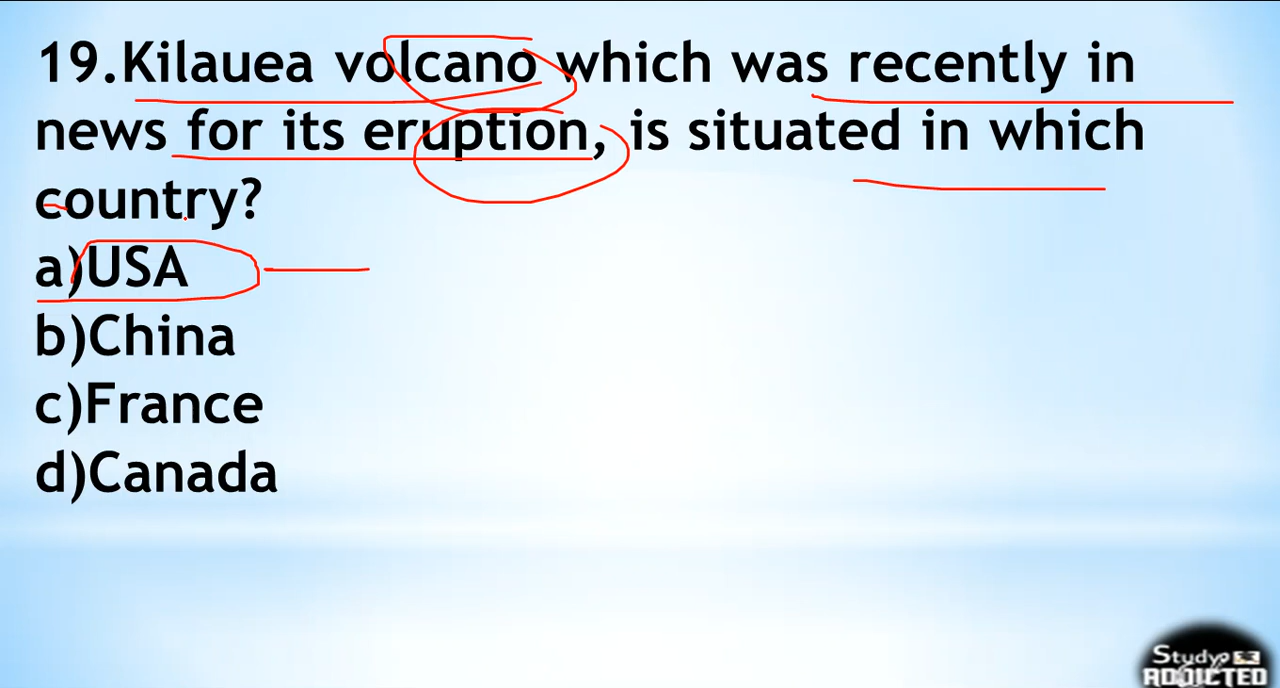 19.Kilauea volcano which was recently in
news for its eruption, is situated in which
country?
a)USA
b)China
c)France
d)Canada
Study
ADDICTED